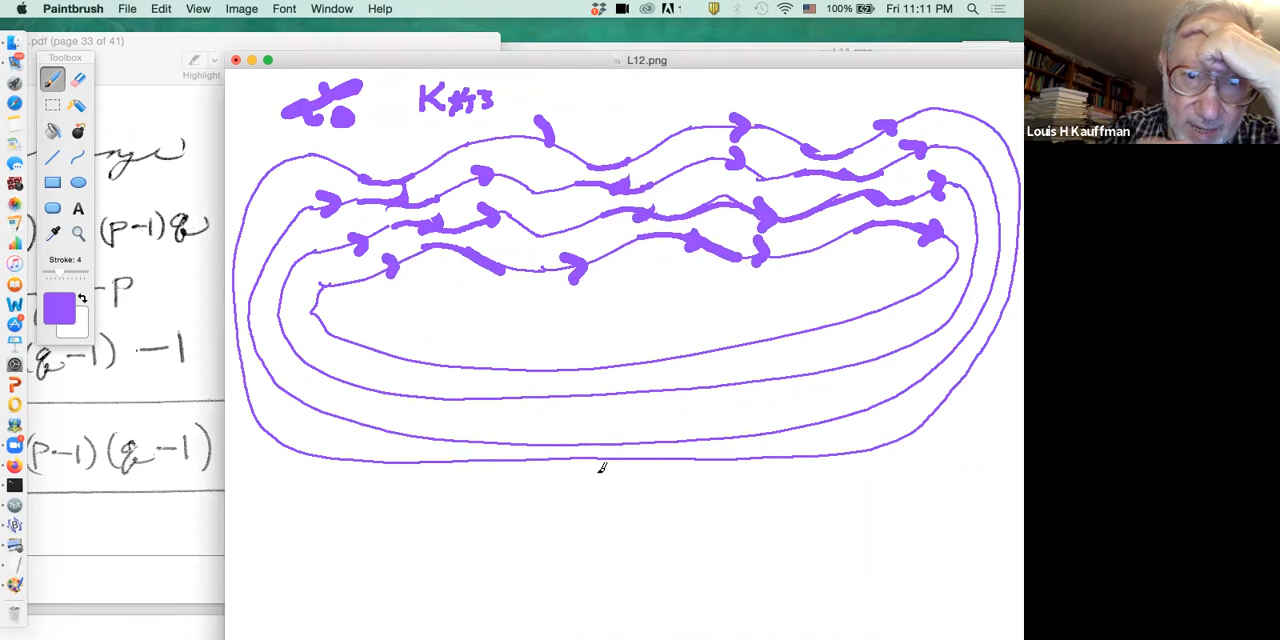 Paintbrush File Edit View Image Font Window Help
100% Fri 11:11 PM
.pdf (page 33 of 41)
Toolbox
Highlight
L12.png
Louis H Kauffman
(p-1)q
-p
Stroke: 4
(q-1) -1
(p-1)(q-1)